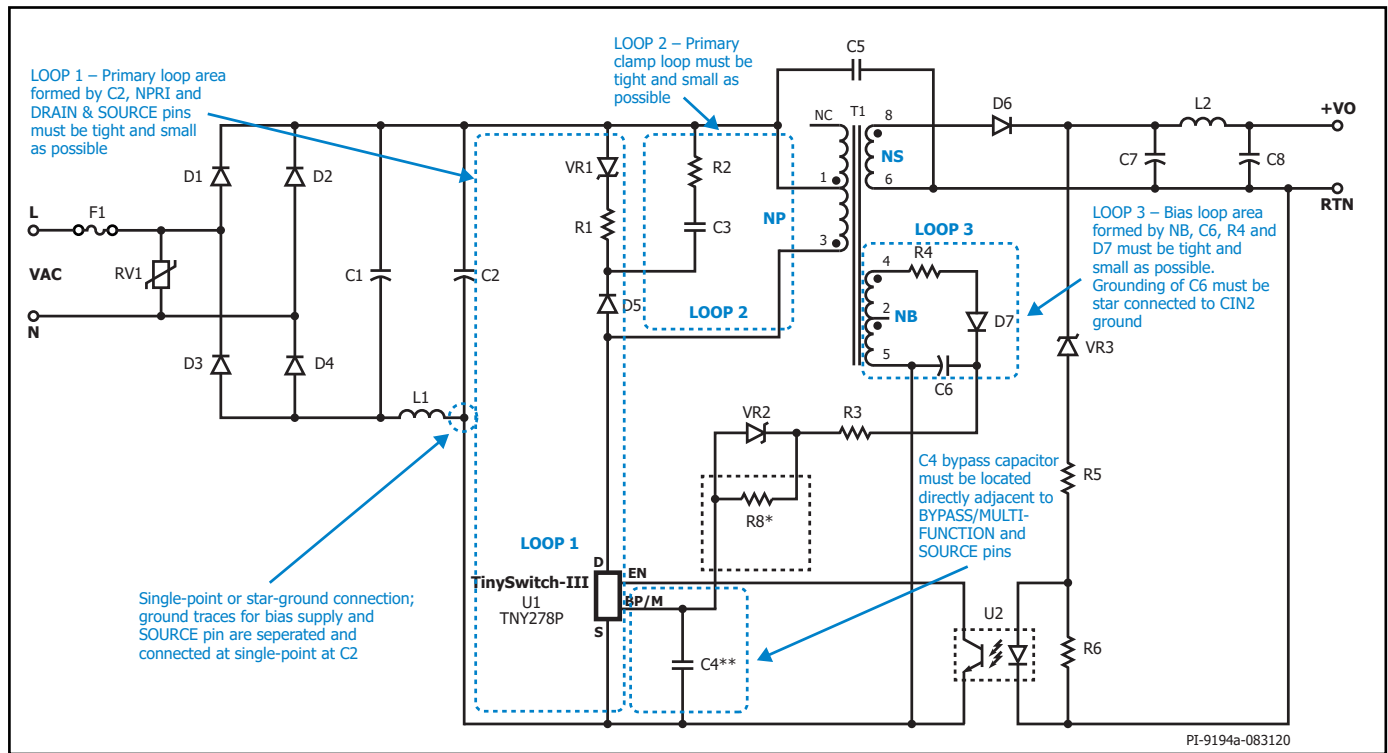 LOOP 1 – Primary loop area
formed by C2, NPRI and
DRAIN & SOURCE pins
must be tight and small
as possible
LOOP 2 – Primary
clamp loop must be
tight and small as
possible
C5
NC
T1
8
D6
L2
+VO
D1
D2
VR1
R2
1
NS
6
C7
C8
RTN
L
F1
R1
C3
NP
3
LOOP 3
LOOP 3 – Bias loop area
formed by NB, C6, R4 and
D7 must be tight and
small as possible.
Grounding of C6 must be
star connected to CIN2
ground
VAC
RV1
C1
C2
4
R4
N
D5
LOOP 2
2
NB
D7
D3
D4
5
C6
VR3
L1
VR2
R3
C4 bypass capacitor
must be located
directly adjacent to
BYPASS/MULTI-
FUNCTION and
SOURCE pins
R8*
R5
LOOP 1
D
EN
TinySwitch-III
U1
TNY278P
BP/M
S
Single-point or star-ground connection;
ground traces for bias supply and
SOURCE pin are seperated and
connected at single-point at C2
C4**
U2
R6
PI-9194a-083120